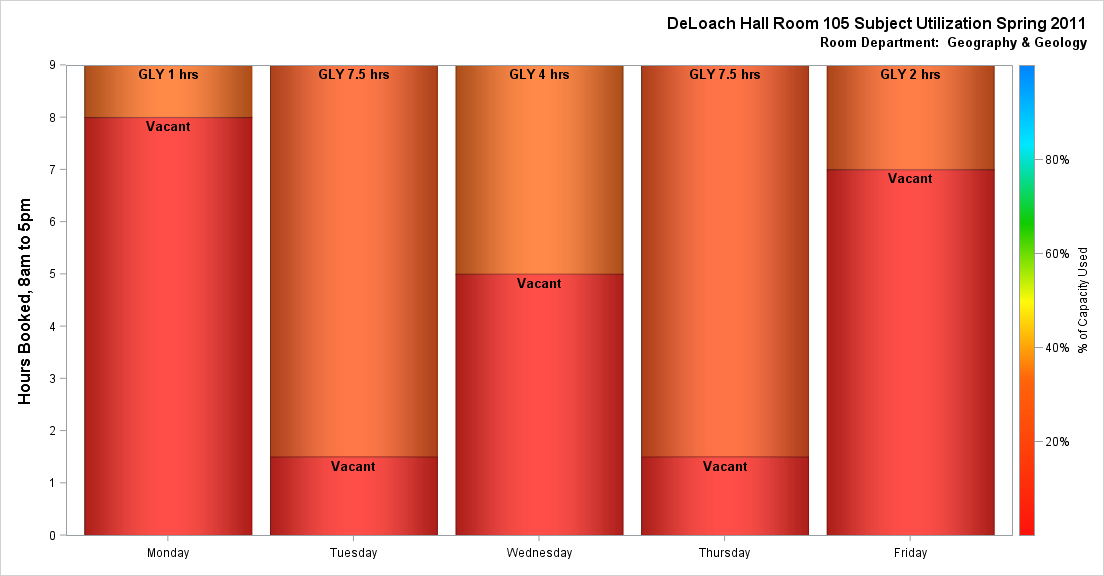 DeLoach Hall Room 105 Subject Utilization Spring 2011
Room Department:  Geography & Geology
Hours Booked, 8am to 5pm
9
8
7
6
5
4
3
2
1
0
GLY 1 hrs
Vacant
GLY 7.5 hrs
Vacant
GLY 4 hrs
Vacant
GLY 7.5 hrs
Vacant
GLY 2 hrs
Vacant
Monday
Tuesday
Wednesday
Thursday
Friday
80%
60%
40%
20%
% of Capacity Used